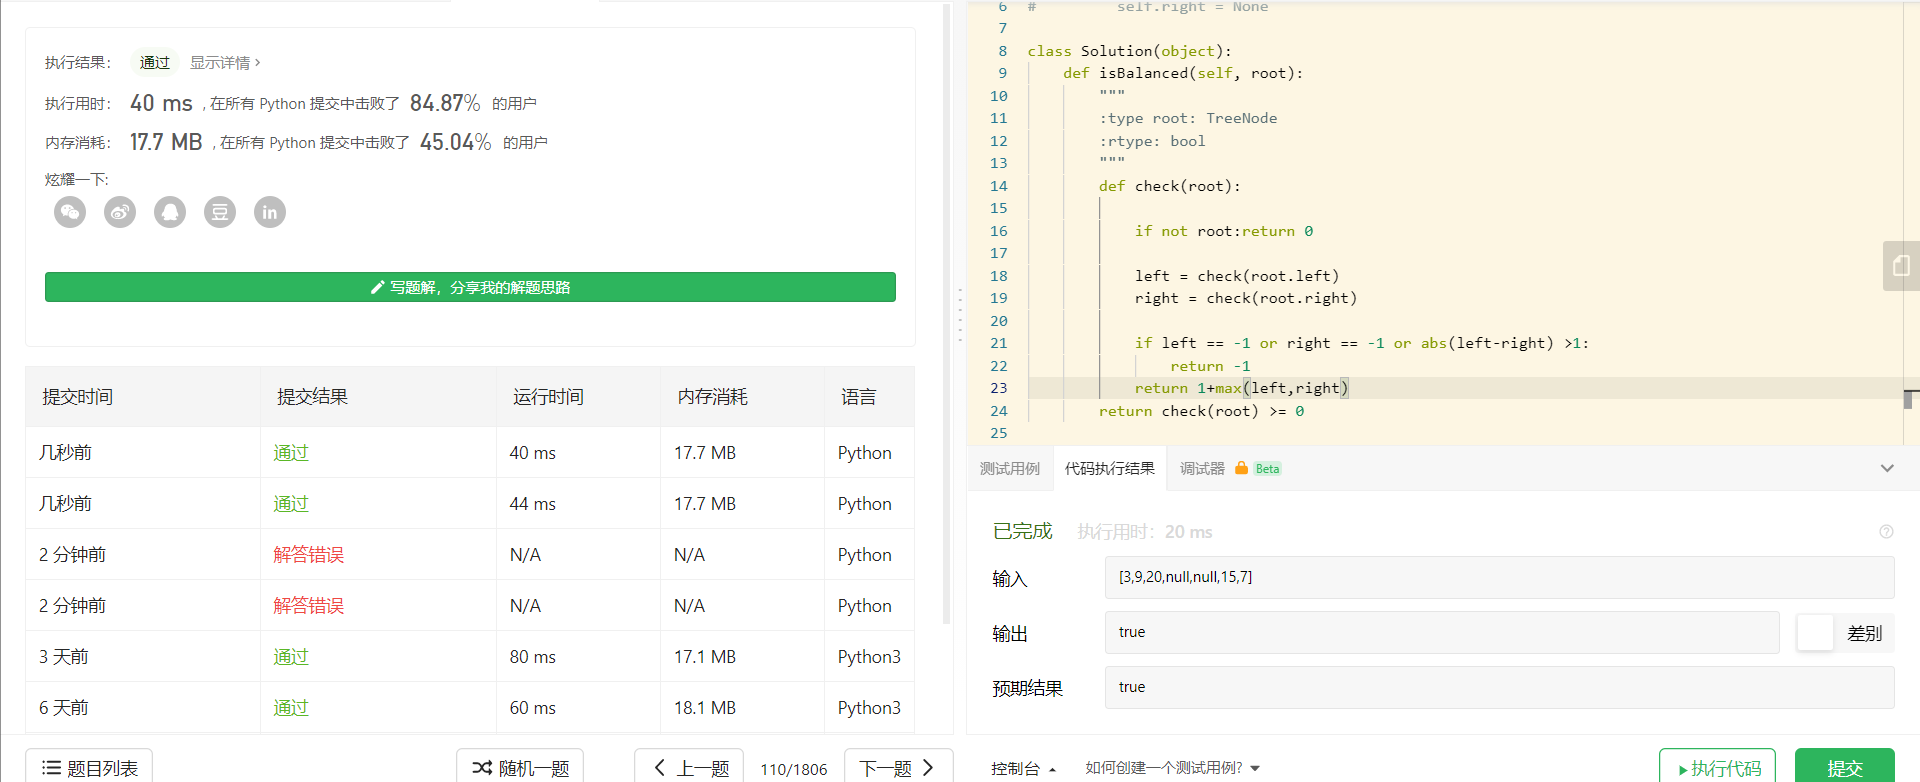 执行结果： 通过 显示详情 ›
执行用时： 40 ms , 在所有 Python 提交中击败了 84.87% 的用户
内存消耗： 17.7 MB , 在所有 Python 提交中击败了 45.04% 的用户
炫耀一下:
豆 in
写题解，分享我的解题思路
提交时间 提交结果 运行时间 内存消耗 语言
几秒前 通过 40 ms 17.7 MB Python
几秒前 通过 44 ms 17.7 MB Python
2 分钟前 解答错误 N/A N/A Python
2 分钟前 解答错误 N/A N/A Python
3 天前 通过 80 ms 17.1 MB Python3
6 天前 通过 60 ms 18.1 MB Python3
题目列表 随机一题 上一题 110/1806 下一题
6 #         self.right = None
7
8 class Solution(object):
9     def isBalanced(self, root):
10         """
11         :type root: TreeNode
12         :rtype: bool
13         """
14         def check(root):
15
16             if not root:return 0
17
18             left = check(root.left)
19             right = check(root.right)
20
21             if left == -1 or right == -1 or abs(left-right) >1:
22                 return -1
23             return 1+max(left,right)
24         return check(root) >= 0
25
测试用例 代码执行结果 调试器 Beta
已完成 执行用时：20 ms
输入 [3,9,20,null,null,15,7]
输出 true 差别
预期结果 true
控制台 如何创建一个测试用例? 执行代码 提交